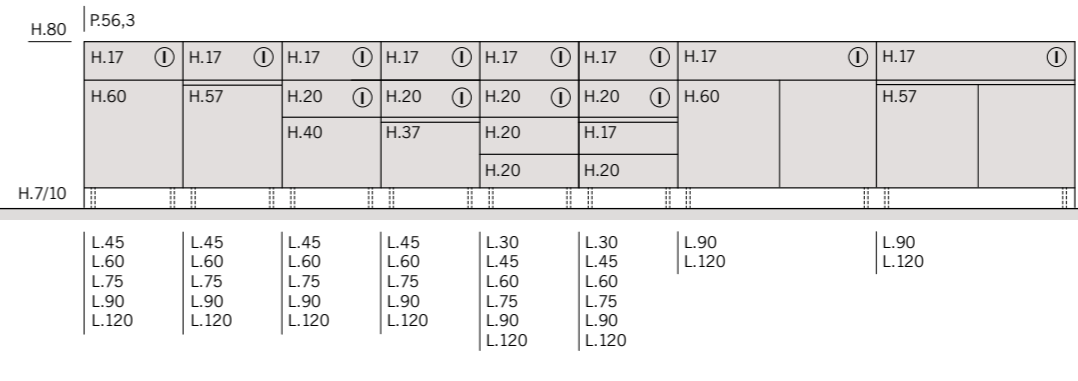 P.56,3
H.80
H.17 I H.17 I H.17 I H.17 I H.17 I H.17 I H.17 I H.17 I
H.60 H.57 H.20 I H.20 I H.20 I H.20 I H.60 H.57
H.40 H.37 H.20 H.17
H.20 H.20
H.7/10
L.45 L.45 L.45 L.45 L.30 L.30 L.90 L.90
L.60 L.60 L.60 L.60 L.45 L.45 L.120 L.120
L.75 L.75 L.75 L.75 L.60 L.60
L.90 L.90 L.90 L.90 L.75 L.75
L.120 L.120 L.120 L.120 L.90 L.90
L.120 L.120